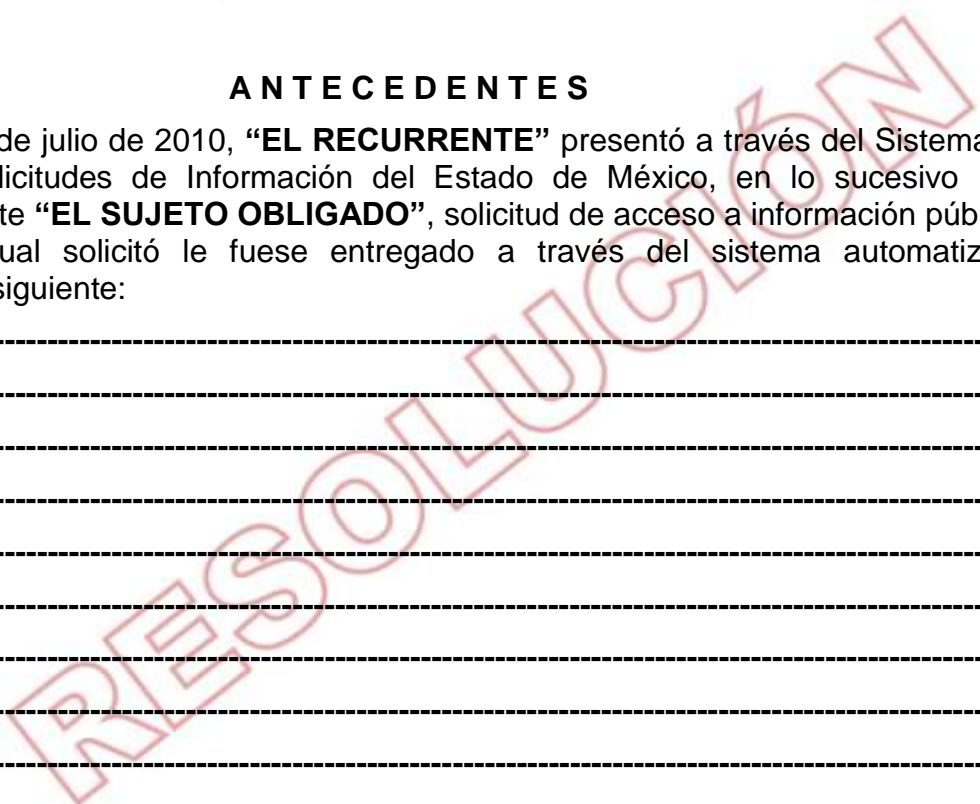 A N T E C E D E N T E S
de julio de 2010, “EL RECURRENTE” presentó a través del Sistema
licitudes de Información del Estado de México, en lo sucesivo
te “EL SUJETO OBLIGADO”, solicitud de acceso a información púb
ual solicitó le fuese entregado a través del sistema automatiz
siguiente:
RESOLUCIÓN